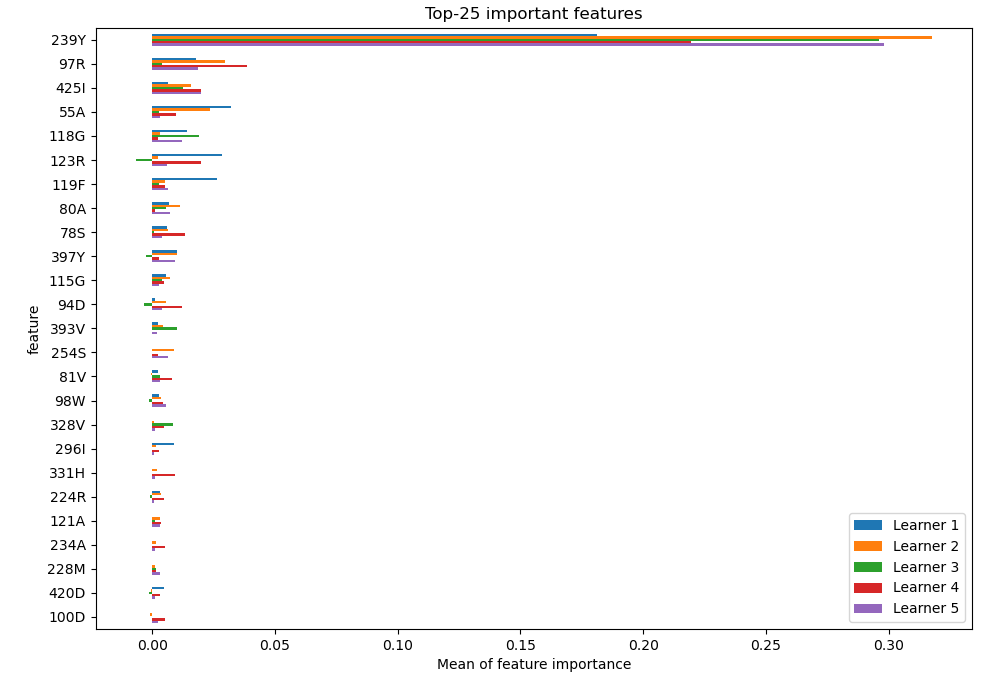 Top-25 important features
239Y
97R
425I
55A
118G
123R
119F
80A
78S
397Y
115G
94D
393V
254S
81V
98W
328V
296I
331H
224R
121A
234A
228M
420D
100D
feature
Learner 1
Learner 2
Learner 3
Learner 4
Learner 5
0.00 0.05 0.10 0.15 0.20 0.25 0.30
Mean of feature importance